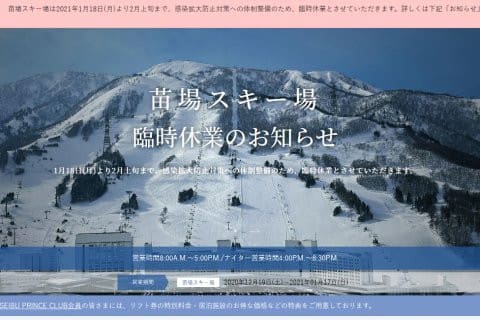 苗場スキー場は2021年1月18日(月)より2月上旬まで、感染拡大防止対策への体制整備のため、臨時休業とさせていただきます。詳しくは下記「お知らせ」
苗場スキー場
臨時休業のお知らせ
1月18日(月)より2月上旬まで、感染拡大防止対策への体制整備のため、臨時休業とさせていただきます。
営業時間8:00A.M.～5:00P.M./ナイター営業時間4:00P.M.～8:30P.M.
営業期間 苗場スキー場 2020年12月19日(土)～2021年01月17日(日)
SEIBU PRINCE CLUB会員の皆さまには、リフト券の特別料金・宿泊施設のお得な価格などの特典をご用意しております。